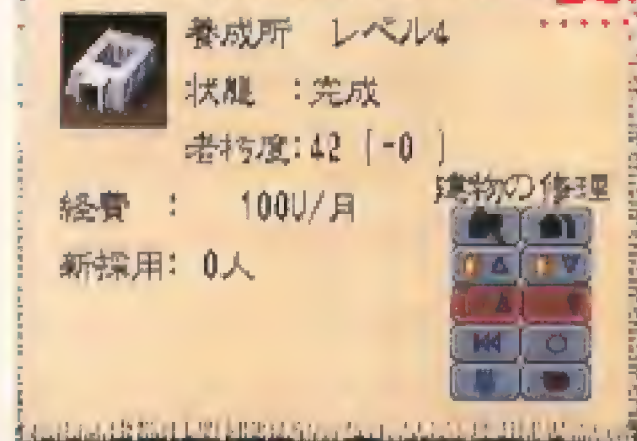 養成所 レベル4
状態 :完成
老朽度:42 [-0 ]
経費 : 100U/月
建物の修理
新採用: 0人